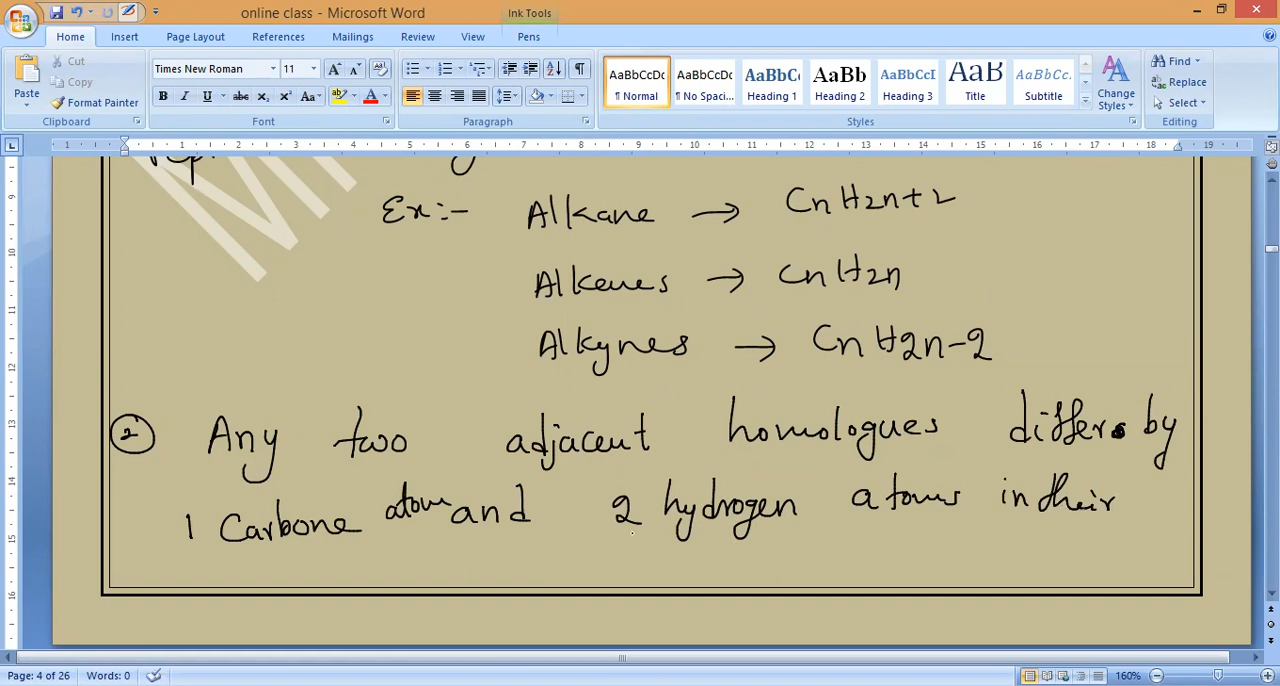 online class - Microsoft Word
Ink Tools
Home Insert Page Layout References Mailings Review View Pens
Cut
Copy
Format Painter
Paste
Times New Roman 11
AaBbCcDc AaBbCcDc AaBbC AaBb AaBbCcI AaB AaBbCc.
¶ Normal ¶ No Spaci... Heading 1 Heading 2 Heading 3 Title Subtitle
Change Styles
Find
Replace
Select
Clipboard Font Paragraph Styles Editing
Ex:- Alkane → CnH2n+2
Alkenes → CnH2n
Alkynes → CnH2n-2
2 Any two adjacent homologues differs by
1 Carbone atom and 2 hydrogen atoms in their
Page: 4 of 26 Words: 0 160%